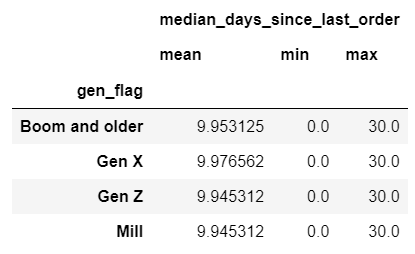 median_days_since_last_order
mean min max
gen_flag
Boom and older 9.953125 0.0 30.0
Gen X 9.976562 0.0 30.0
Gen Z 9.945312 0.0 30.0
Mill 9.945312 0.0 30.0